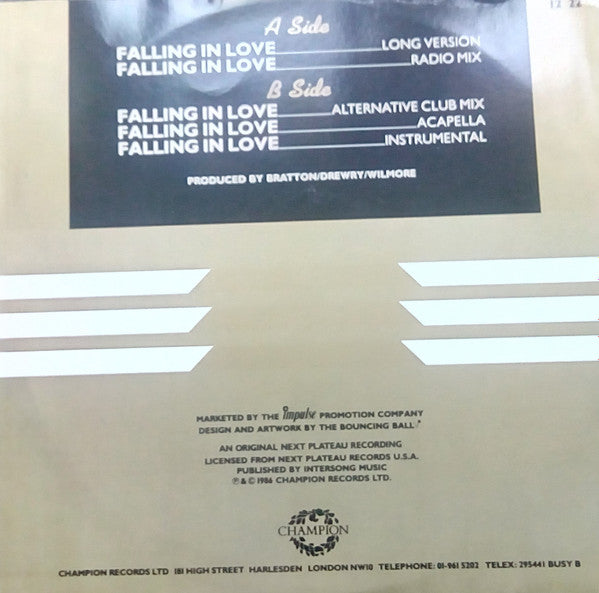 A Side
FALLING IN LOVE LONG VERSION
FALLING IN LOVE RADIO MIX
B Side
FALLING IN LOVE ALTERNATIVE CLUB MIX
FALLING IN LOVE ACAPELLA
FALLING IN LOVE INSTRUMENTAL
PRODUCED BY BRATTON/DREWRY/WILMORE
MARKETED BY THE impulse PROMOTION COMPANY
DESIGN AND ARTWORK BY THE BOUNCING BALL
AN ORIGINAL NEXT PLATEAU RECORDING
LICENSED FROM NEXT PLATEAU RECORDS U.S.A.
PUBLISHED BY INTERSONG MUSIC
℗ & © 1986 CHAMPION RECORDS LTD.
CHAMPION
CHAMPION RECORDS LTD 181 HIGH STREET HARLESDEN LONDON NW10 TELEPHONE: 01-961 5202 TELEX: 295441 BUSY B